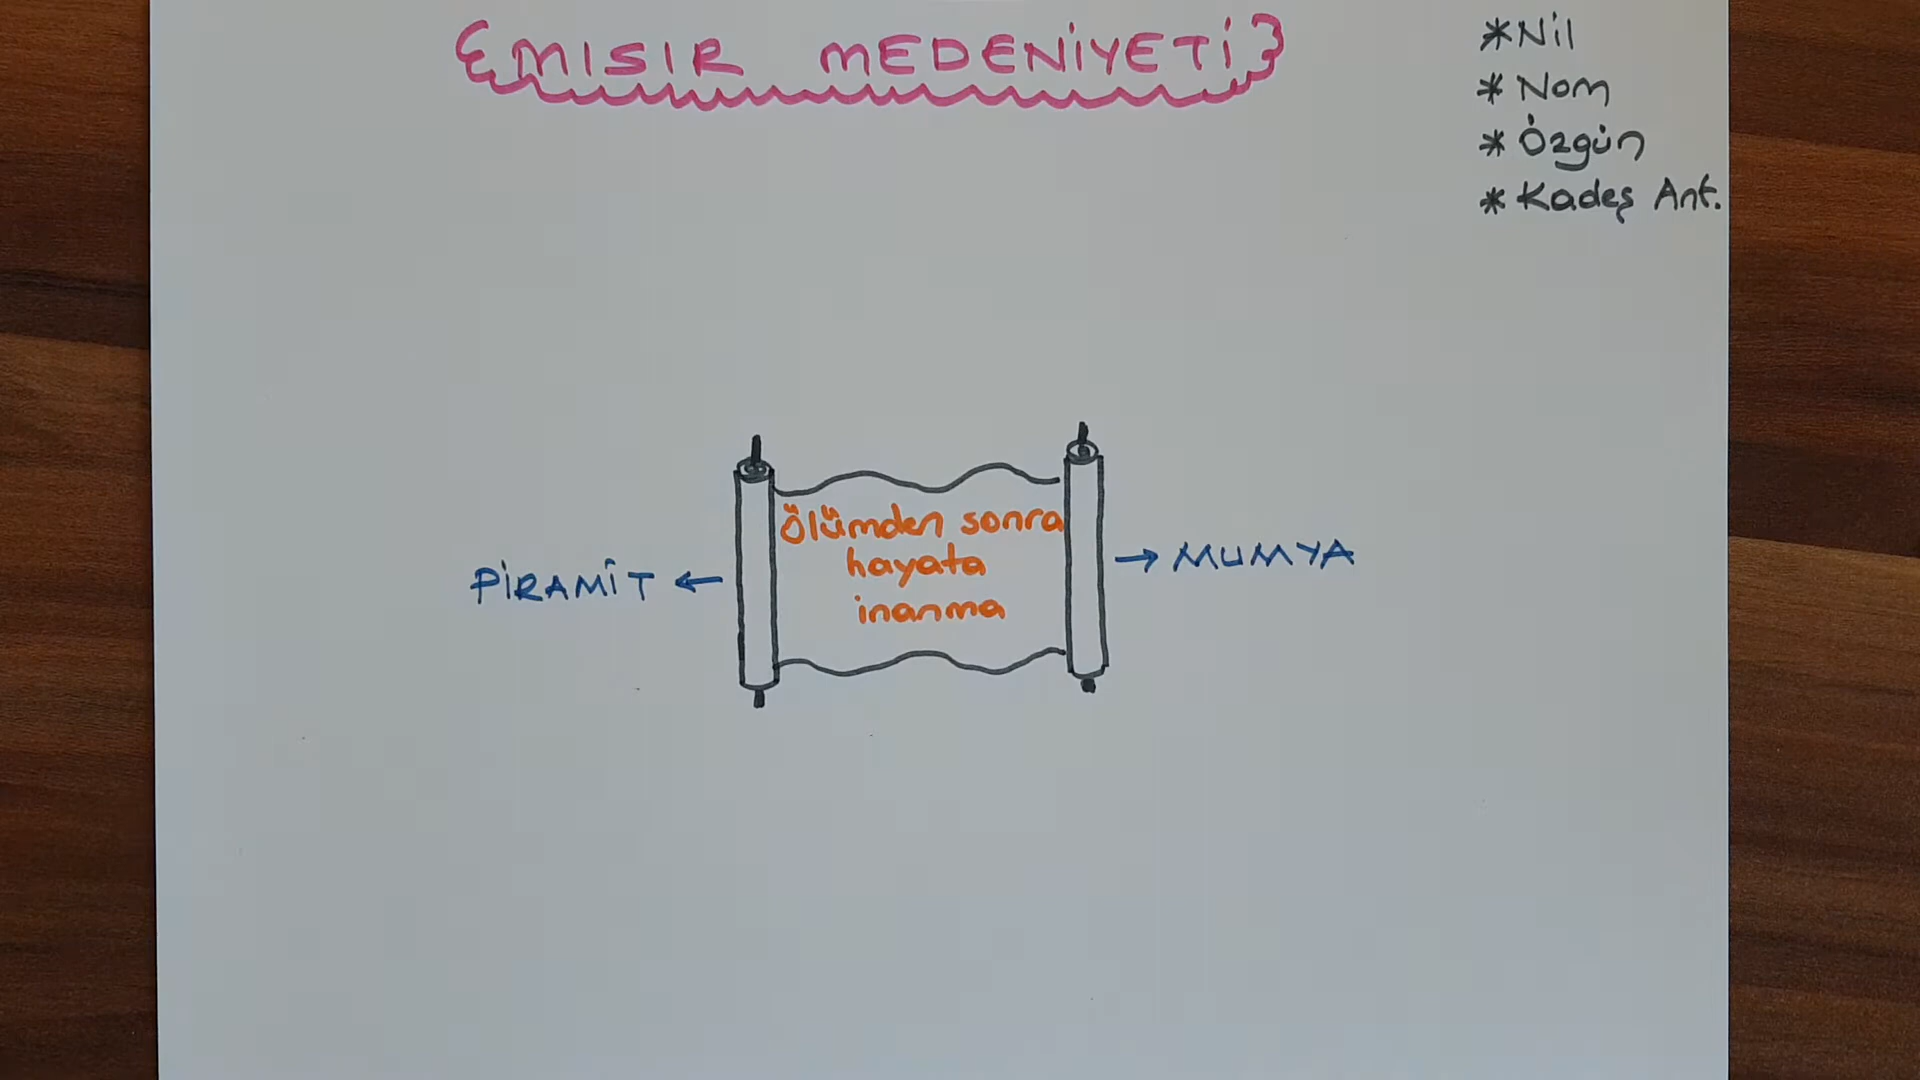 MISIR MEDENİYETİ
* Nil
* Nom
* Özgün
* Kadeş Ant.
Ölümden sonra
hayata
inanma
PİRAMİT ←
→ MUMYA